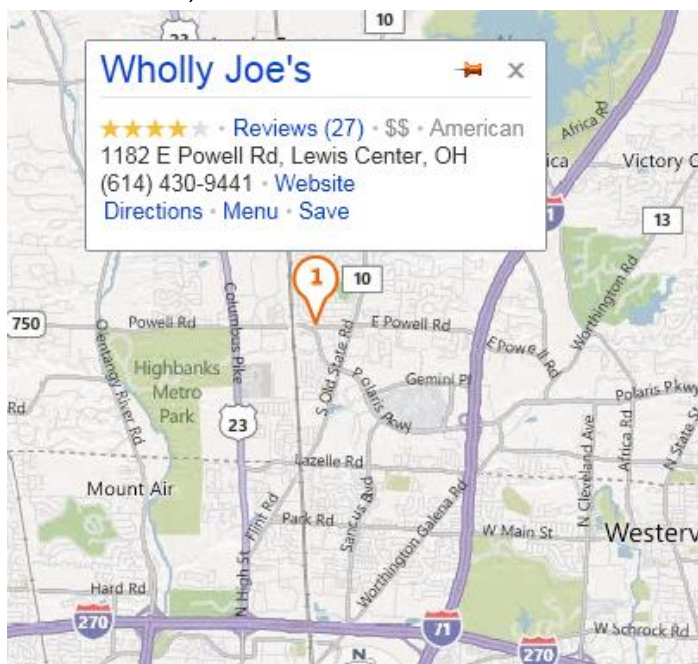 10
23
Wholly Joe's
Reviews (27) · $$ · American
1182 E Powell Rd, Lewis Center, OH
(614) 430-9441 · Website
Directions · Menu · Save
Africa Rd
ica
Victory C
71
13
1
10
Worthington Rd
Columbus Pike
750
Powell Rd
E Powell Rd
E Powell Rd
Olentangy River Rd
Highbanks
Metro
Park
S Old State Rd
Polaris Pkwy
Gemini Pl
Polaris Pkwy
Rd
23
N Cleveland Ave
Africa Rd
N State S
Lazelle Rd
Mount Air
Flint Rd
Park Rd
Sancus Blvd
Worthington Galena Rd
W Main St
Westerv
N High St
Hard Rd
270
71
270
W Schrock Rd
N